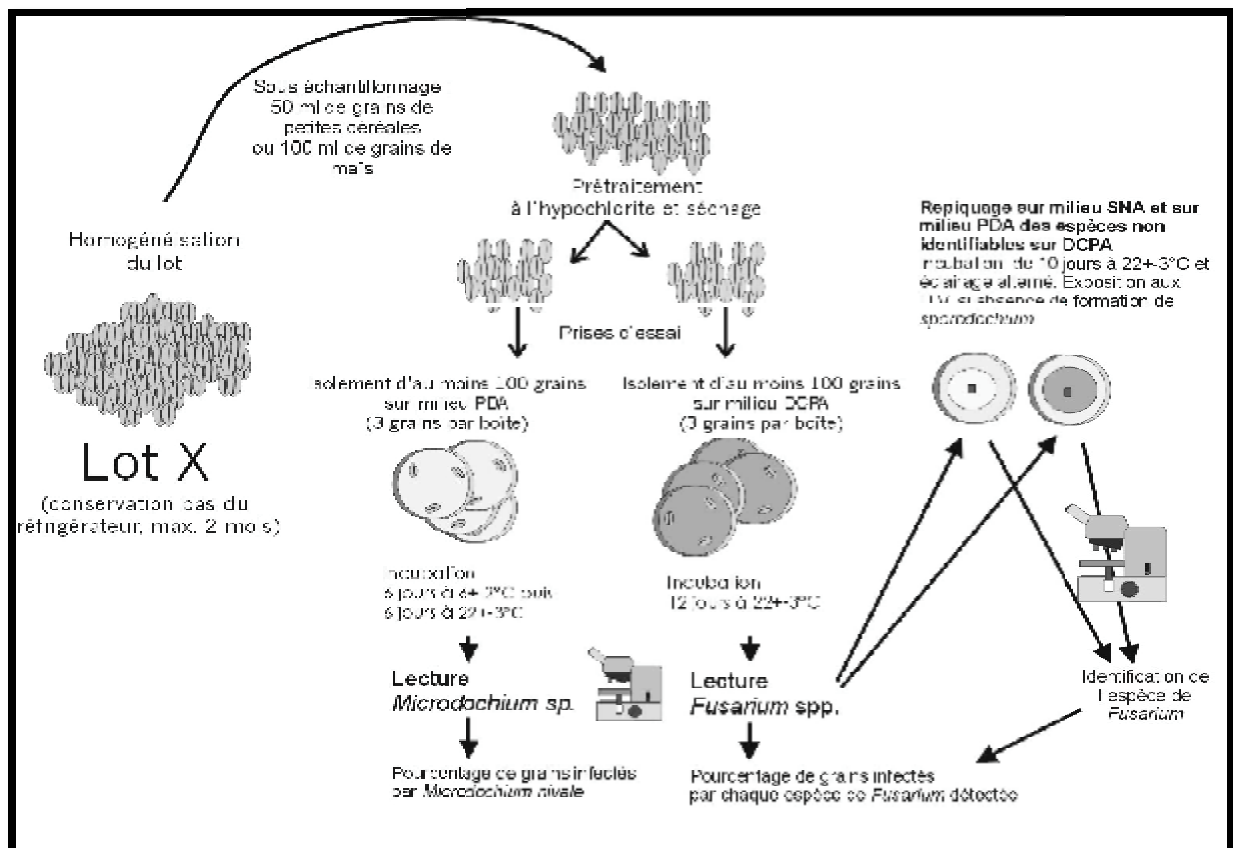 Sous échantillonnage
50 ml de grains de
petites céréales
ou 100 ml de grains de
maïs
Prétraitement
à l'hypochlorite et séchage
Homogénéisation
du lot
Lot X
(conservation bas du
réfrigérateur, max. 2 mois)
Prises d'essai
Isolement d'au moins 100 grains
sur milieu PDA
(3 grains par boîte)
Incubation
6 jours à 6+-2°C puis
6 jours à 22+-3°C
Lecture
Microdochium sp.
Pourcentage de grains infectés
par Microdochium nivale
Isolement d'au moins 100 grains
sur milieu DCPA
(3 grains par boîte)
Incubation
12 jours à 22+-3°C
Lecture
Fusarium spp.
Pourcentage de grains infectés
par chaque espèce de Fusarium détectée
Repiquage sur milieu SNA et sur
milieu PDA des espèces non
identifiables sur DCPA
incubation de 10 jours à 22+-3°C et
éclairage alterné. Exposition aux
UV si absence de formation de
sporodochium
Identification de
l'espèce de
Fusarium